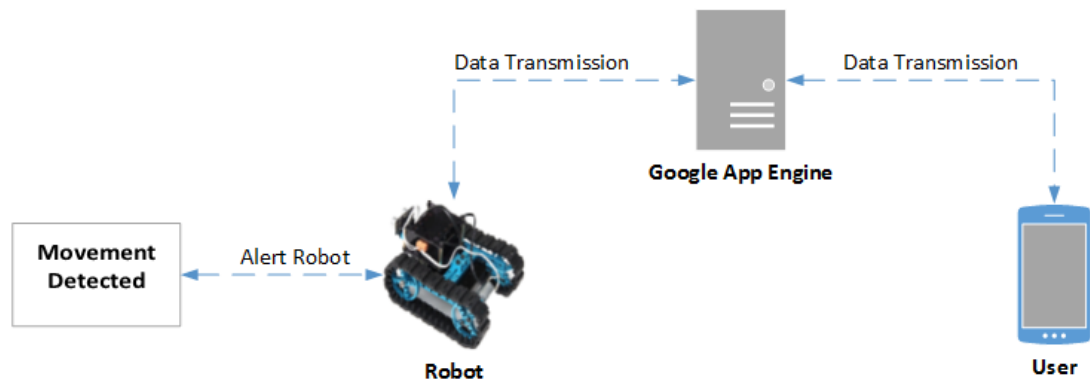 Data Transmission
Data Transmission
Google App Engine
Movement
Detected
Alert Robot
Robot
User